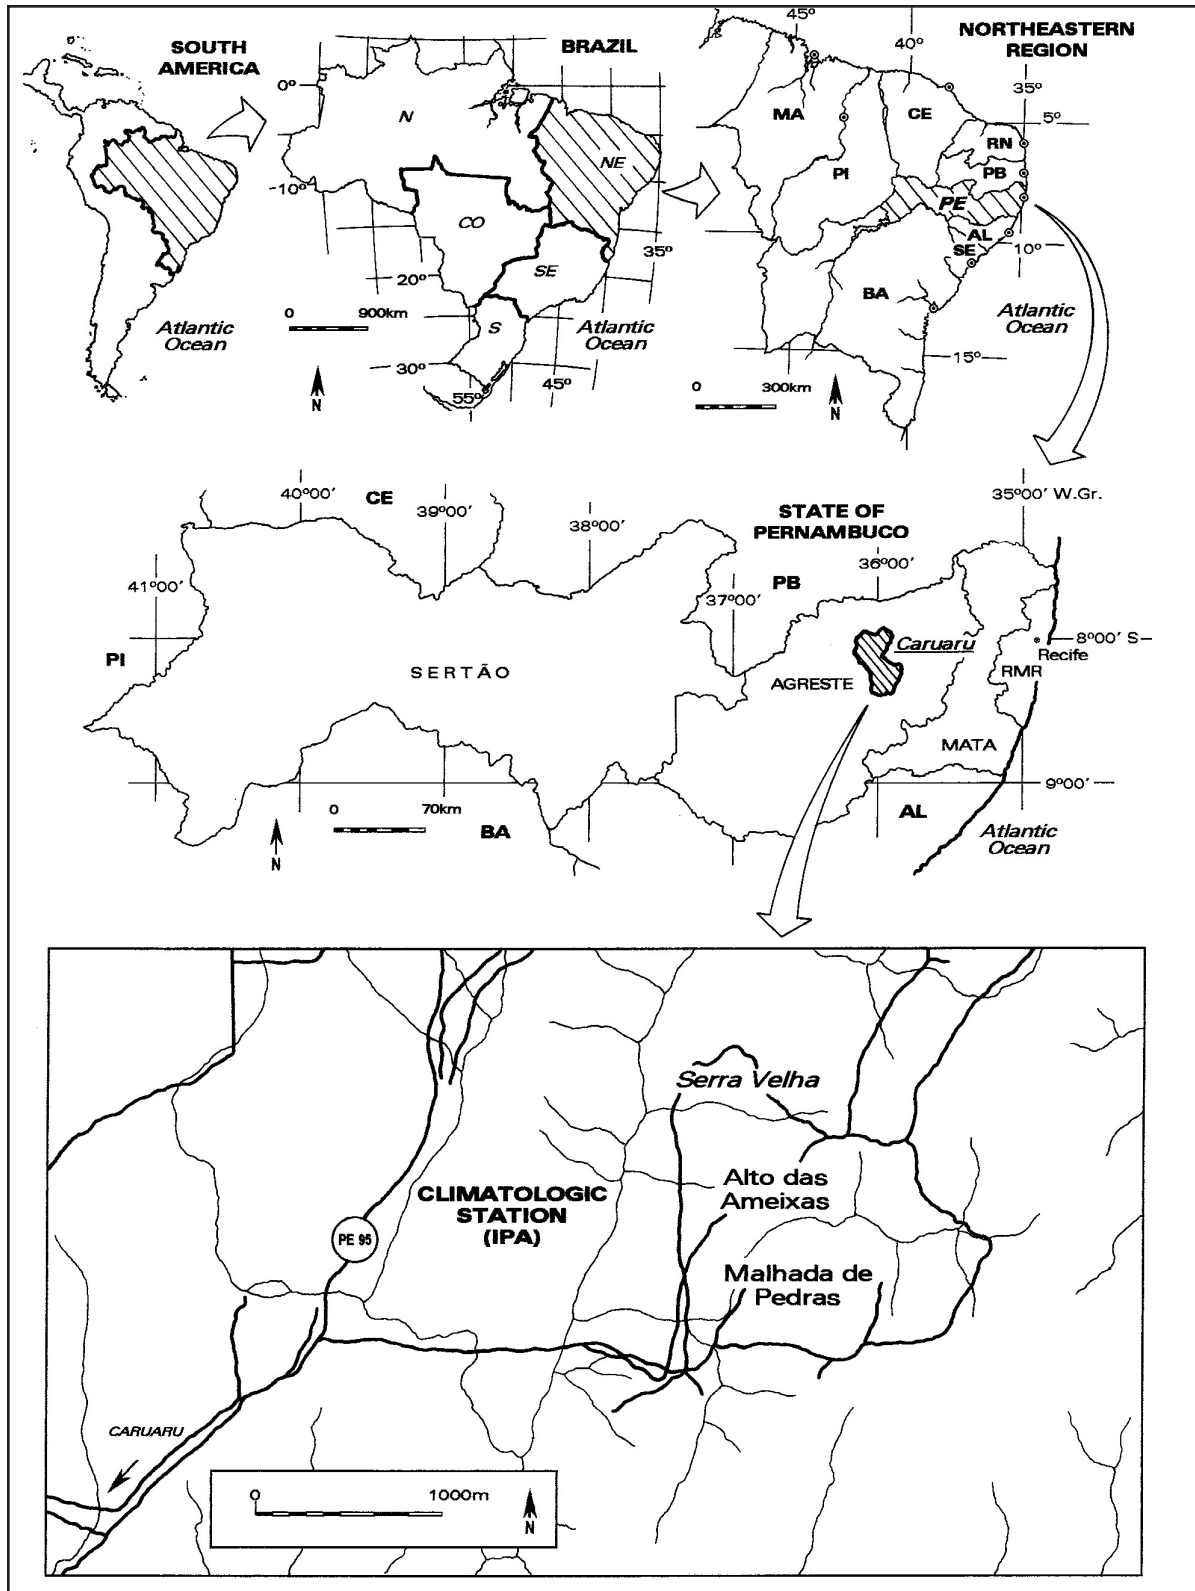 SOUTH
AMERICA
Atlantic
Ocean
BRAZIL
0º
10º
20º
30º
55º
45º
35º
N
NE
CO
SE
S
0 900km
Atlantic
Ocean
N
NORTHEASTERN
REGION
45º
40º
35º
5º
10º
15º
MA
CE
RN
PB
PI
PE
AL
SE
BA
Atlantic
Ocean
0 300km
N
STATE OF
PERNAMBUCO
40º00'
CE
39º00'
38º00'
35º00' W.Gr.
36º00'
41º00'
37º00'
PB
8º00' S
PI
Caruarú
Recife
SERTÃO
AGRESTE
RMR
MATA
9º00'
0 70km
BA
AL
N
Atlantic
Ocean
Serra Velha
Alto das
Ameixas
CLIMATOLOGIC
STATION
(IPA)
PE 95
Malhada de
Pedras
CARUARU
0 1000m
N